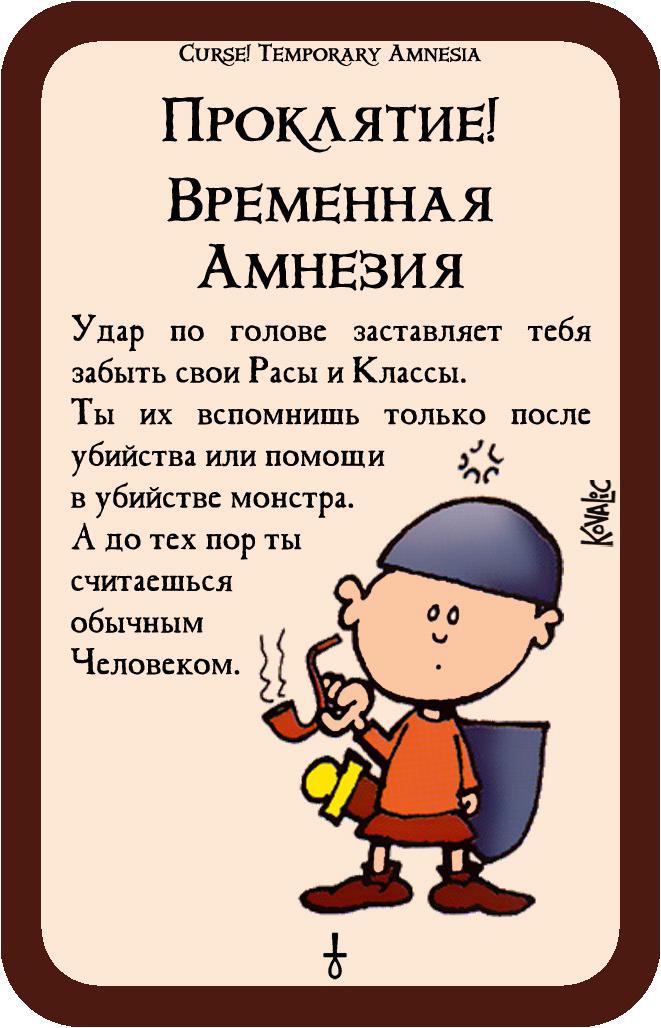 Curse! Temporary Amnesia
Проклятие!
Временная
Амнезия
Удар по голове заставляет тебя
забыть свои Расы и Классы.
Ты их вспомнишь только после
убийства или помощи
в убийстве монстра.
А до тех пор ты
считаешься
обычным
Человеком.
Kovalic